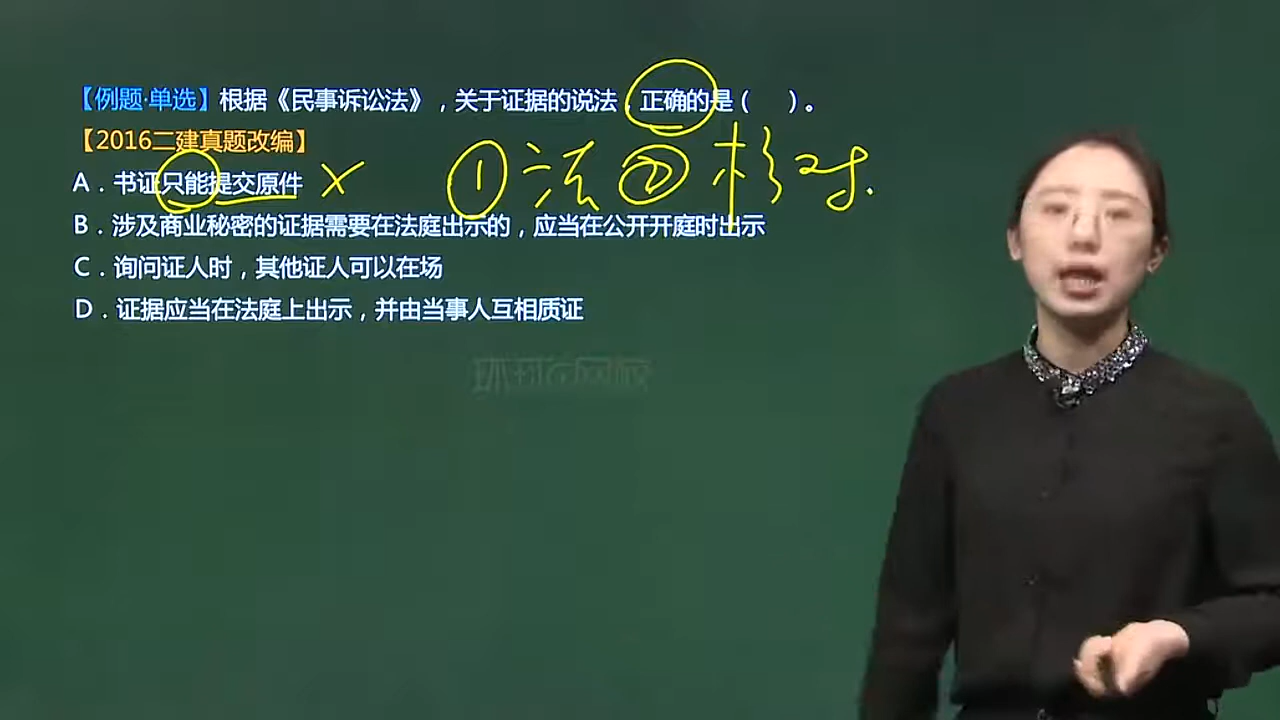 【例题·单选】根据《民事诉讼法》，关于证据的说法，正确的是（ ）。
【2016二建真题改编】
A．书证只能提交原件 × ①法②核对.
B．涉及商业秘密的证据需要在法庭出示的，应当在公开开庭时出示
C．询问证人时，其他证人可以在场
D．证据应当在法庭上出示，并由当事人互相质证
环球网校